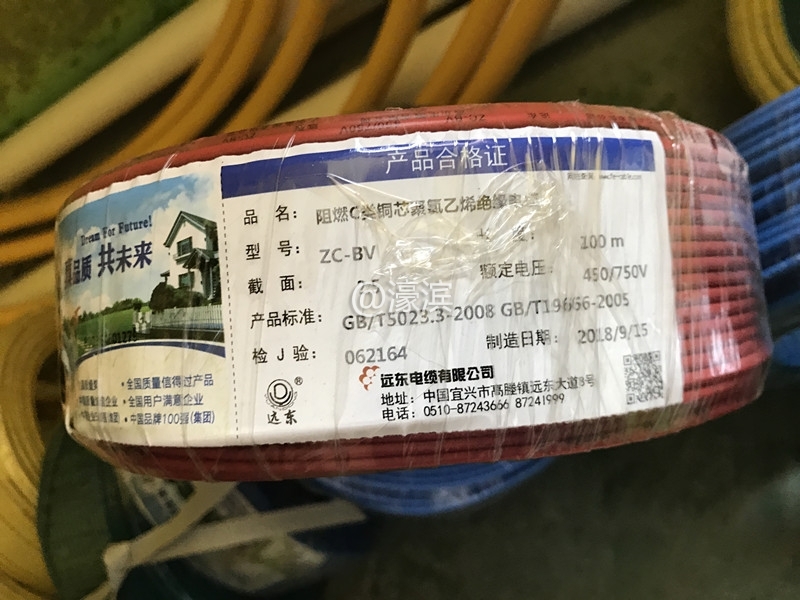 产品合格证
Dream For Future!
品质 共未来
品 名： 阻燃C类铜芯聚氯乙烯绝缘电
型 号： ZC-BV
100 m
截 面：
额定电压： 450/750V
产品标准： GB/T5023.3-2008 GB/T19666-2005
检 J 验： 062164
制造日期： 2018/9/15
·全国质量信得过产品
·全国用户满意企业
(集团) ·中国品牌100强(集团)
远东
远东电缆有限公司
地址：中国宜兴市高塍镇远东大道8号
电话：0510-87243666 87241999
@濠滨